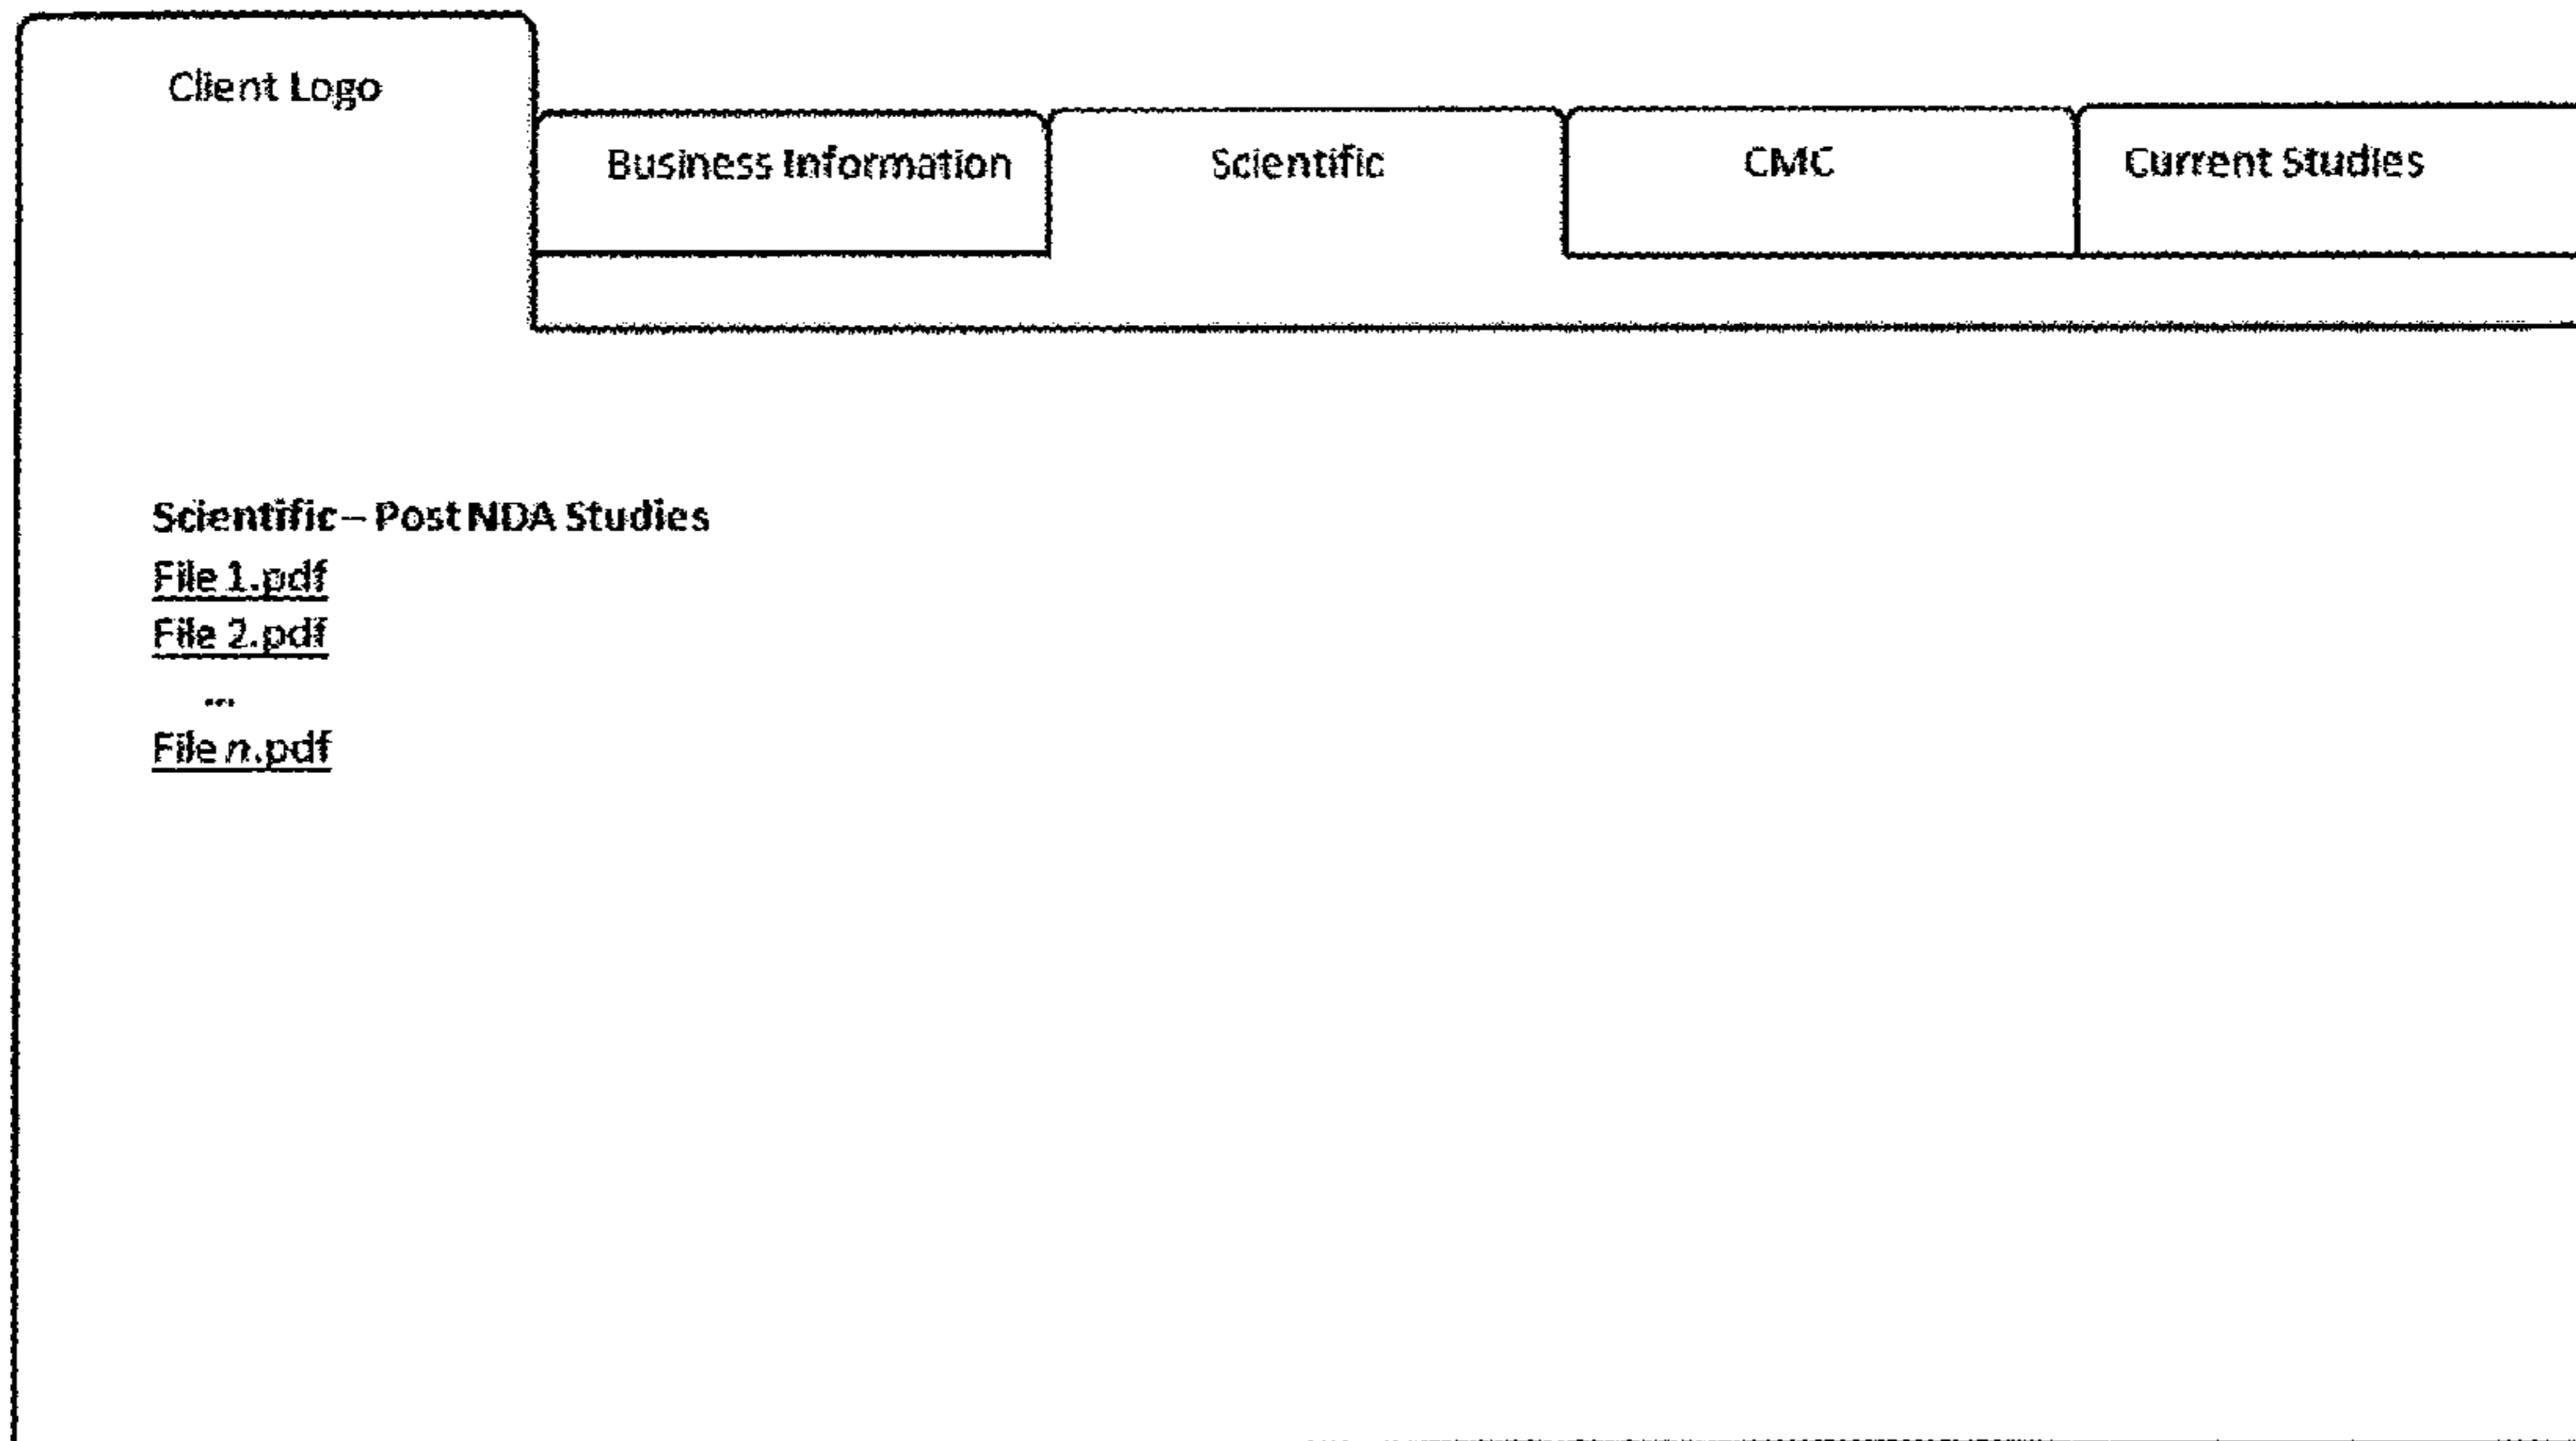 Client Logo
Business Information
Scientific
CMC
Current Studies
Scientific – Post NDA Studies
File 1.pdf
File 2.pdf
...
File n.pdf